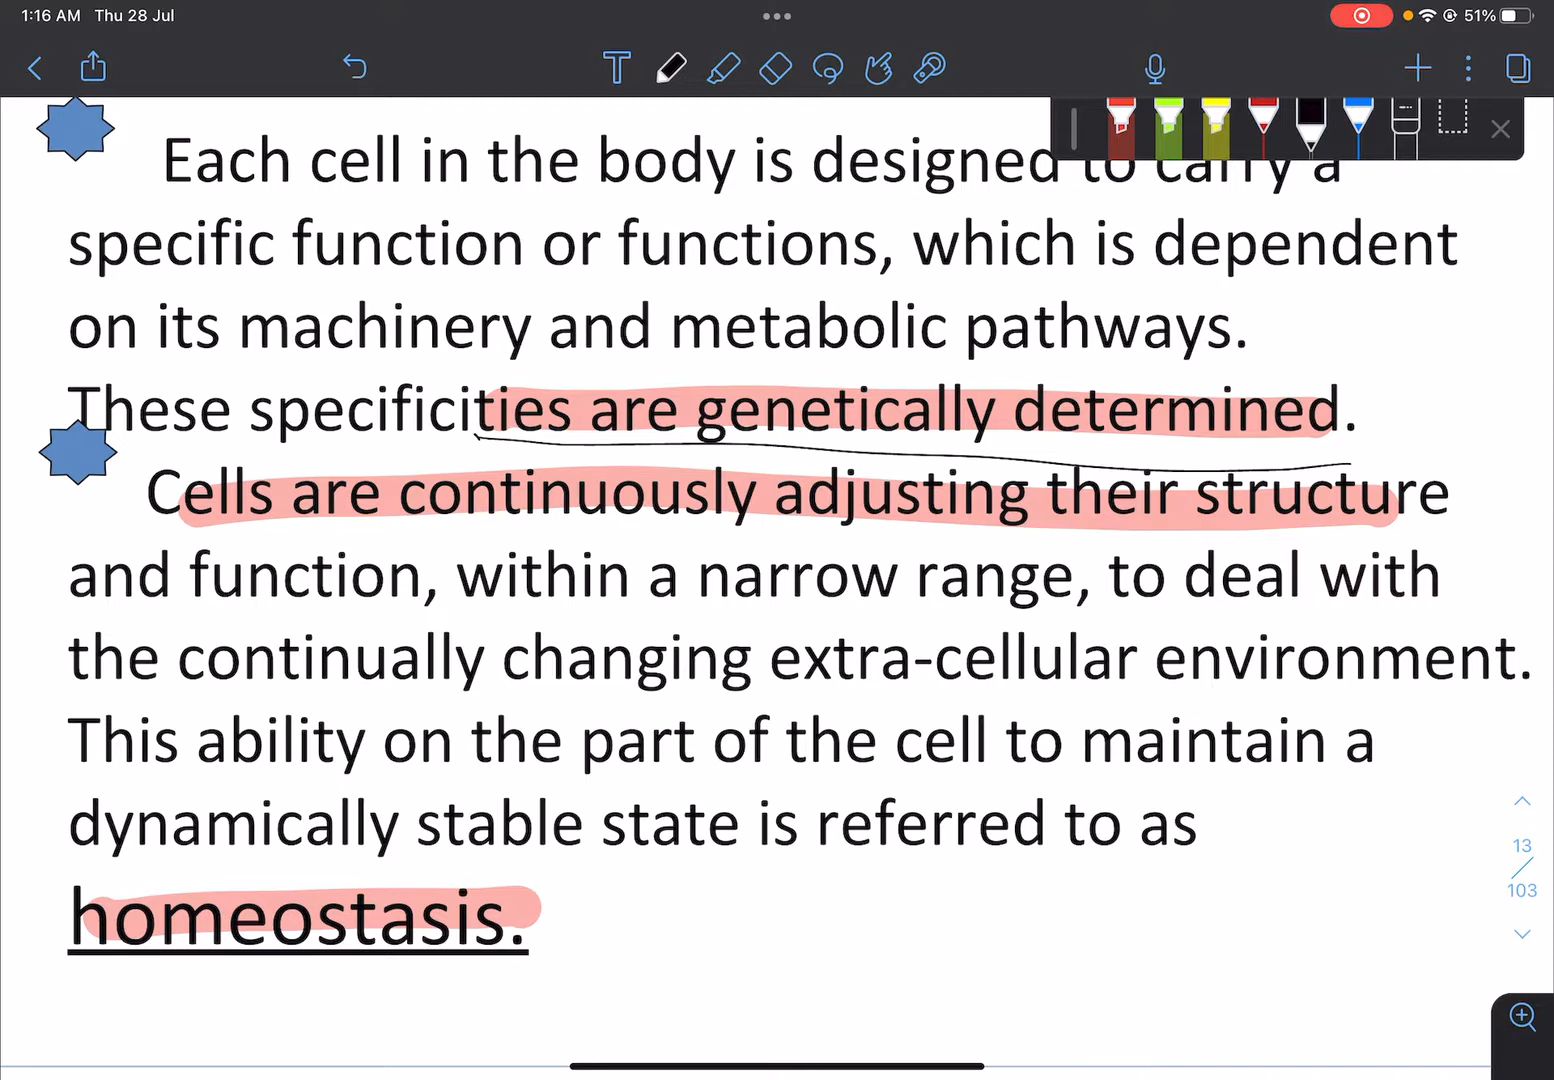 1:16 AM Thu 28 Jul
51%
Each cell in the body is designed to carry a
specific function or functions, which is dependent
on its machinery and metabolic pathways.
These specificities are genetically determined.
Cells are continuously adjusting their structure
and function, within a narrow range, to deal with
the continually changing extra-cellular environment.
This ability on the part of the cell to maintain a
dynamically stable state is referred to as
homeostasis.
13
103